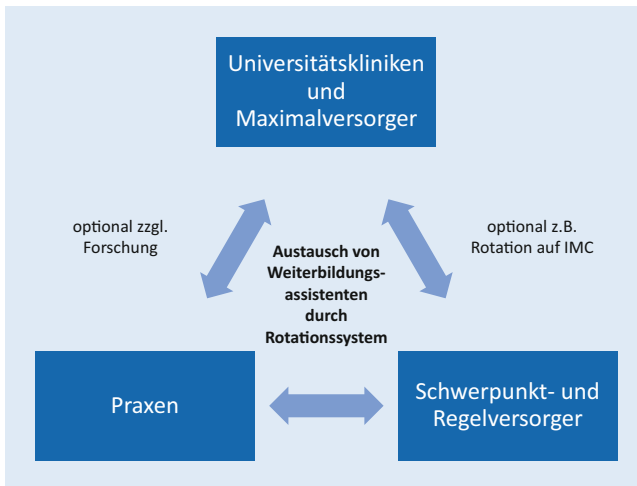 Universitätskliniken
und
Maximalversorger
optional zzgl.
Forschung
optional z.B.
Rotation auf IMC
Austausch von
Weiterbildungs-
assistenten
durch
Rotationssystem
Praxen
Schwerpunkt- und
Regelversorger